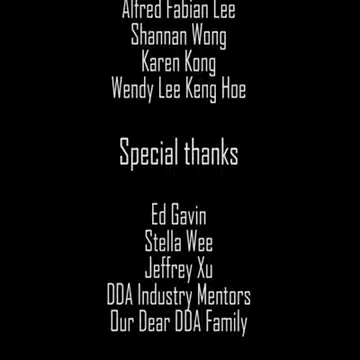 Alfred Fabian Lee
Shannan Wong
Karen Kong
Wendy Lee Keng Hoe
Special thanks
Ed Gavin
Stella Wee
Jeffrey Xu
DDA Industry Mentors
Our Dear DDA Family